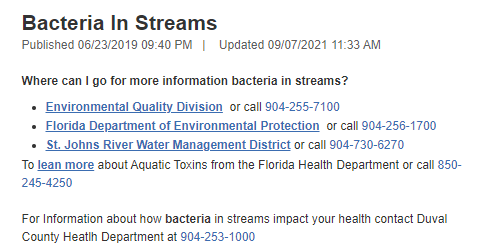 Bacteria In Streams
Published 06/23/2019 09:40 PM | Updated 09/07/2021 11:33 AM
Where can I go for more information bacteria in streams?
• Environmental Quality Division or call 904-255-7100
• Florida Department of Environmental Protection or call 904-256-1700
• St. Johns River Water Management District or call 904-730-6270
To lean more about Aquatic Toxins from the Florida Health Department or call 850-
245-4250
For Information about how bacteria in streams impact your health contact Duval
County Heatlh Department at 904-253-1000